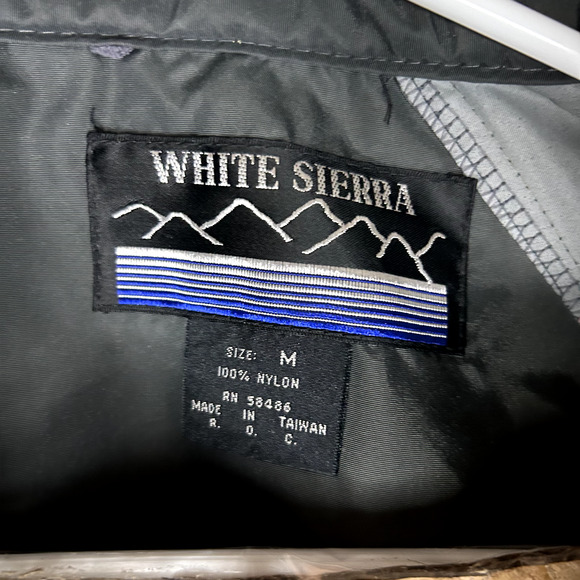 WHITE SIERRA
SIZE: M
100% NYLON
RN 58486
MADE IN TAIWAN
R. O. C.